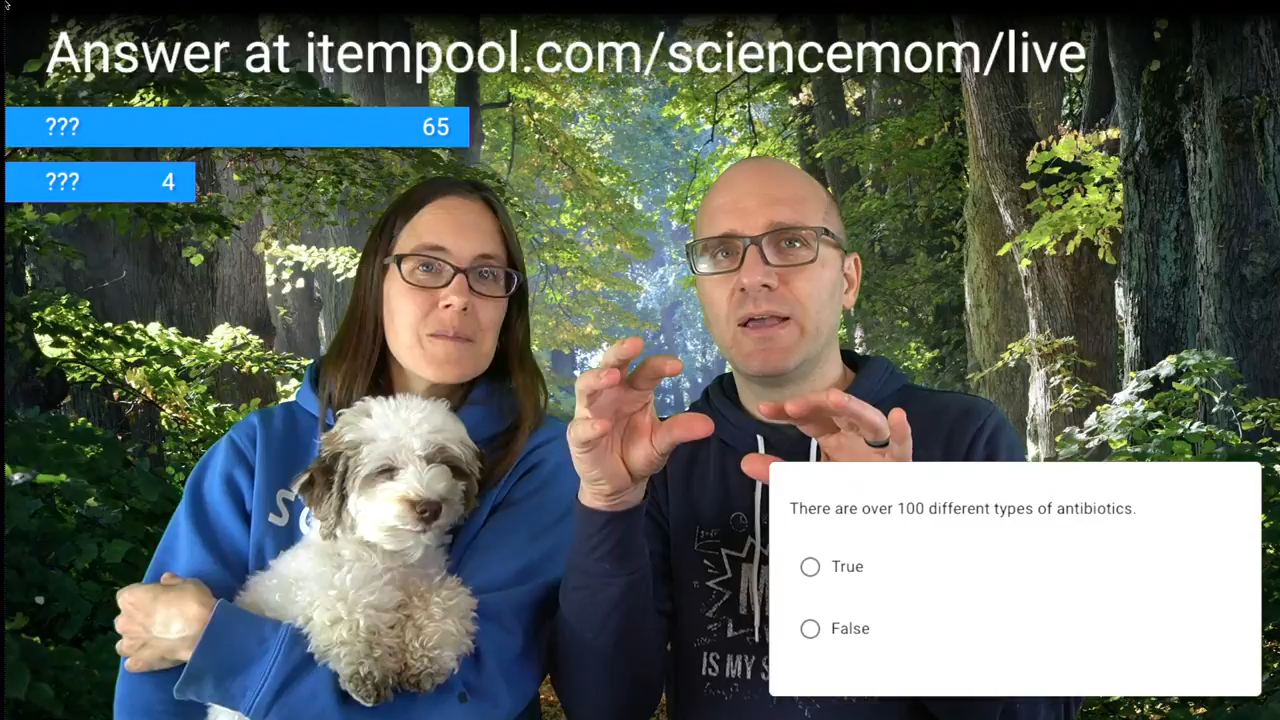 Answer at itempool.com/sciencemom/live
??? 65
??? 4
There are over 100 different types of antibiotics.
True
False
IS MY S